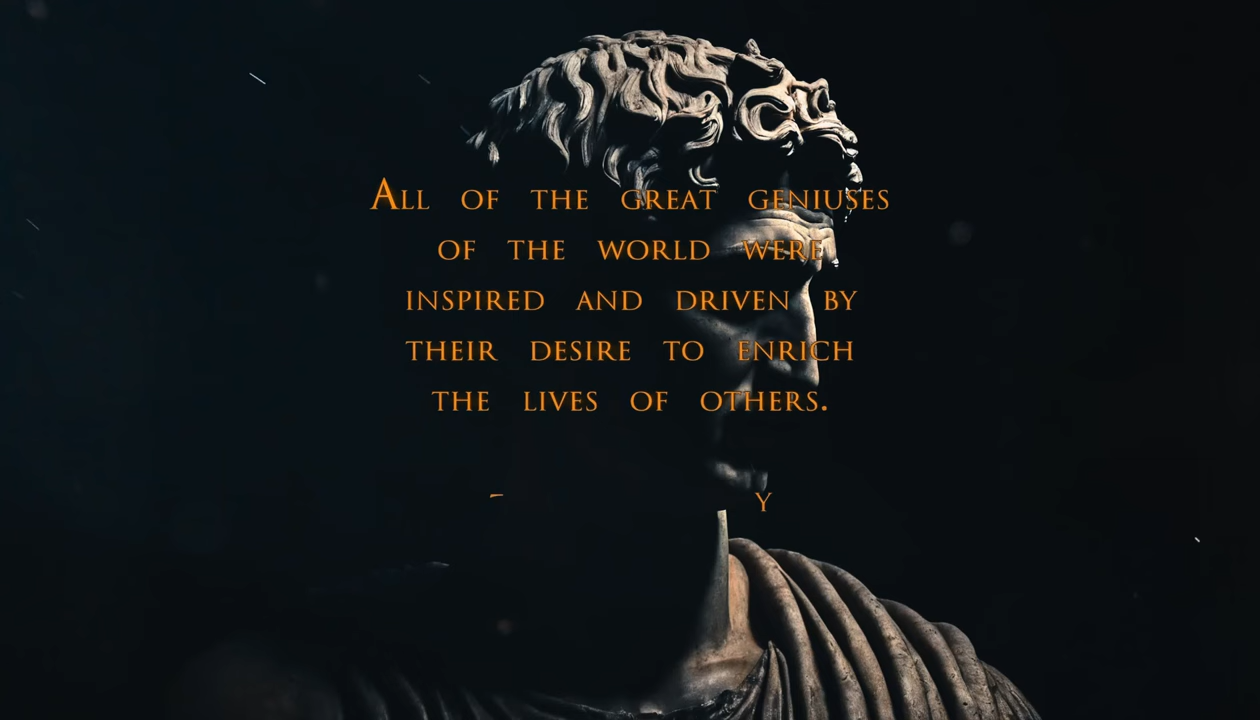 All of the great geniuses
of the world were
inspired and driven by
their desire to enrich
the lives of others.